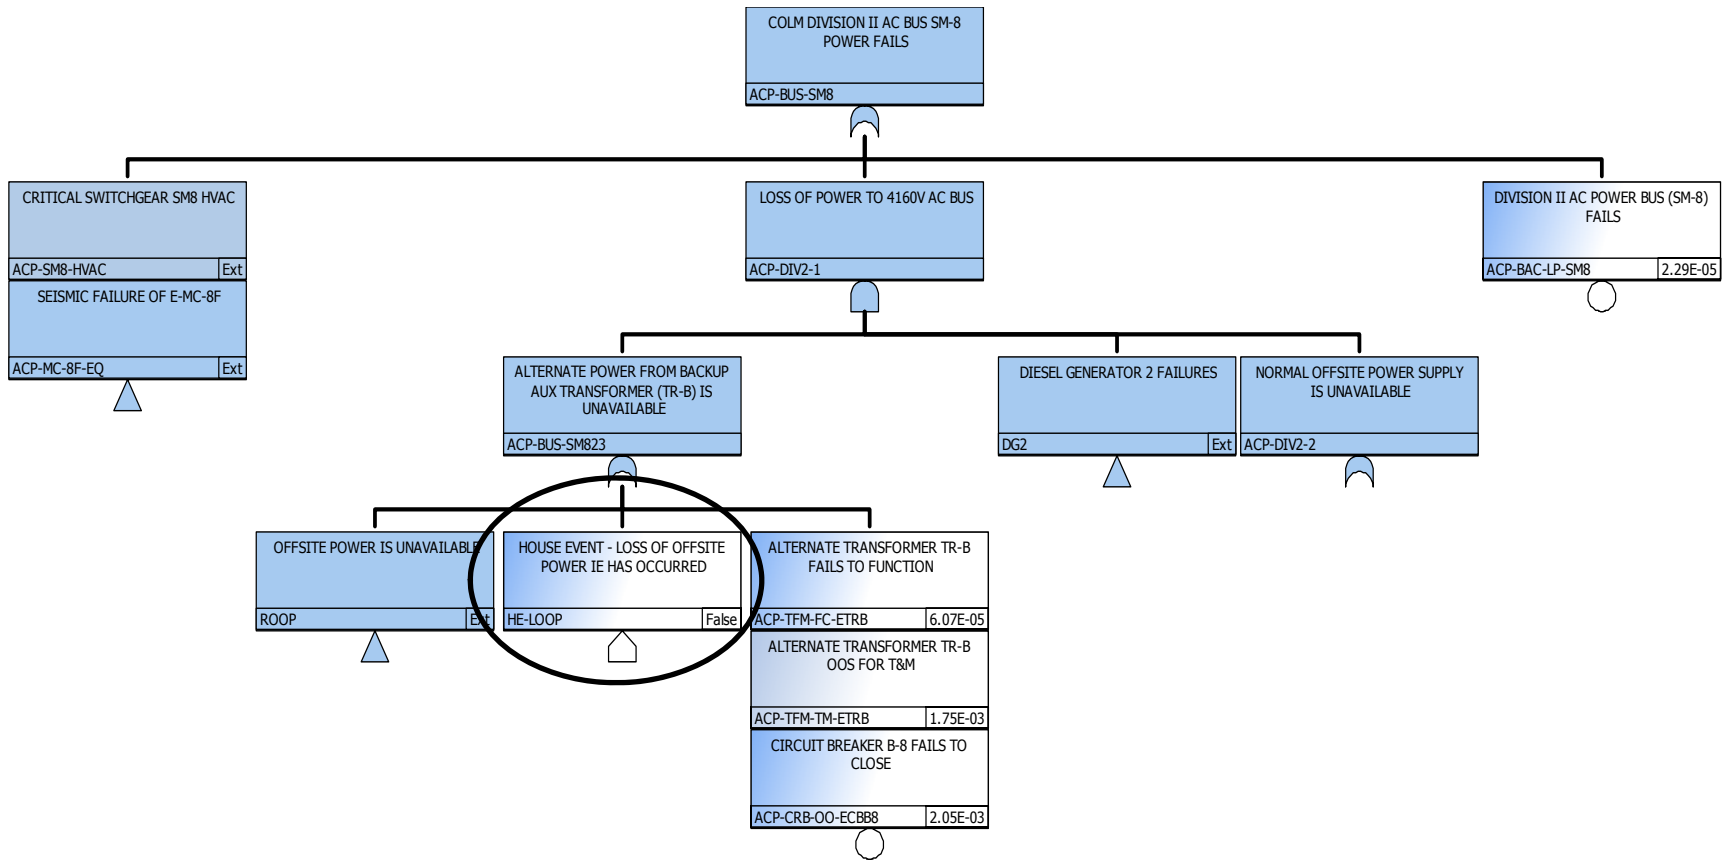 COLM DIVISION II AC BUS SM-8
POWER FAILS
ACP-BUS-SM8
CRITICAL SWITCHGEAR SM8 HVAC
ACP-SM8-HVAC Ext
SEISMIC FAILURE OF E-MC-8F
ACP-MC-8F-EQ Ext
LOSS OF POWER TO 4160V AC BUS
ACP-DIV2-1
DIVISION II AC POWER BUS (SM-8)
FAILS
ACP-BAC-LP-SM8 2.29E-05
ALTERNATE POWER FROM BACKUP
AUX TRANSFORMER (TR-B) IS
UNAVAILABLE
ACP-BUS-SM823
DIESEL GENERATOR 2 FAILURES
DG2 Ext
NORMAL OFFSITE POWER SUPPLY
IS UNAVAILABLE
ACP-DIV2-2
OFFSITE POWER IS UNAVAILABLE
ROOP Ext
HOUSE EVENT - LOSS OF OFFSITE
POWER IE HAS OCCURRED
HE-LOOP False
ALTERNATE TRANSFORMER TR-B
FAILS TO FUNCTION
ACP-TFM-FC-ETRB 6.07E-05
ALTERNATE TRANSFORMER TR-B
OOS FOR T&M
ACP-TFM-TM-ETRB 1.75E-03
CIRCUIT BREAKER B-8 FAILS TO
CLOSE
ACP-CRB-OO-ECBB8 2.05E-03